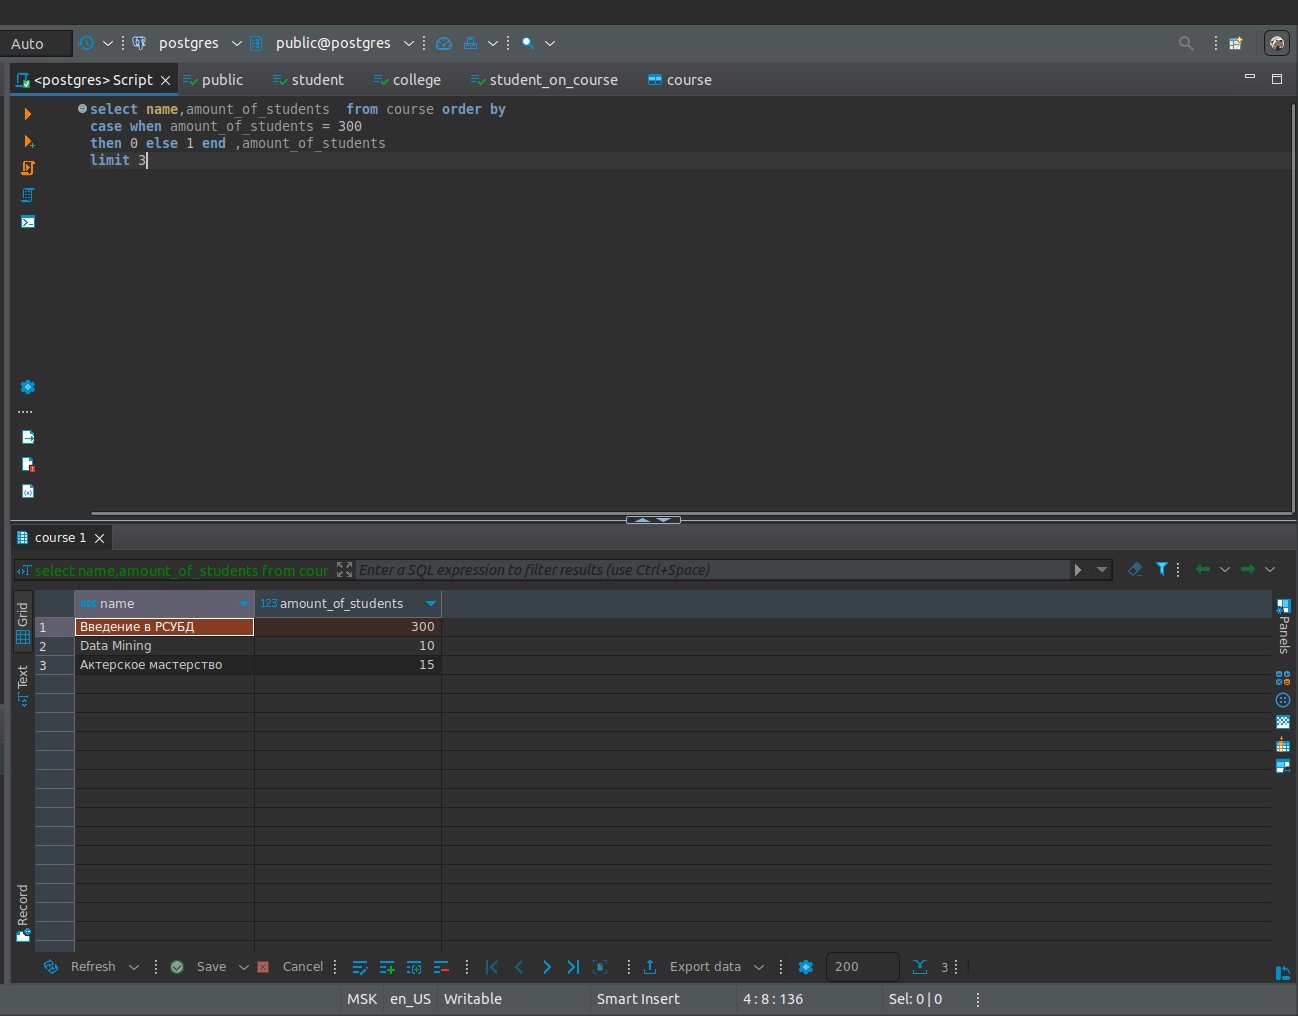 Auto postgres public@postgres
<postgres> Script public student college student_on_course course
select name,amount_of_students  from course order by
case when amount_of_students = 300
then 0 else 1 end ,amount_of_students
limit 3
course 1
select name,amount_of_students from cour Enter a SQL expression to filter results (use Ctrl+Space)
Grid
Text
Record
Panels
name 123 amount_of_students
1 Введение в РСУБД 300
2 Data Mining 10
3 Актерское мастерство 15
Refresh Save Cancel Export data 200 3
MSK en_US Writable Smart Insert 4 : 8 : 136 Sel: 0 | 0